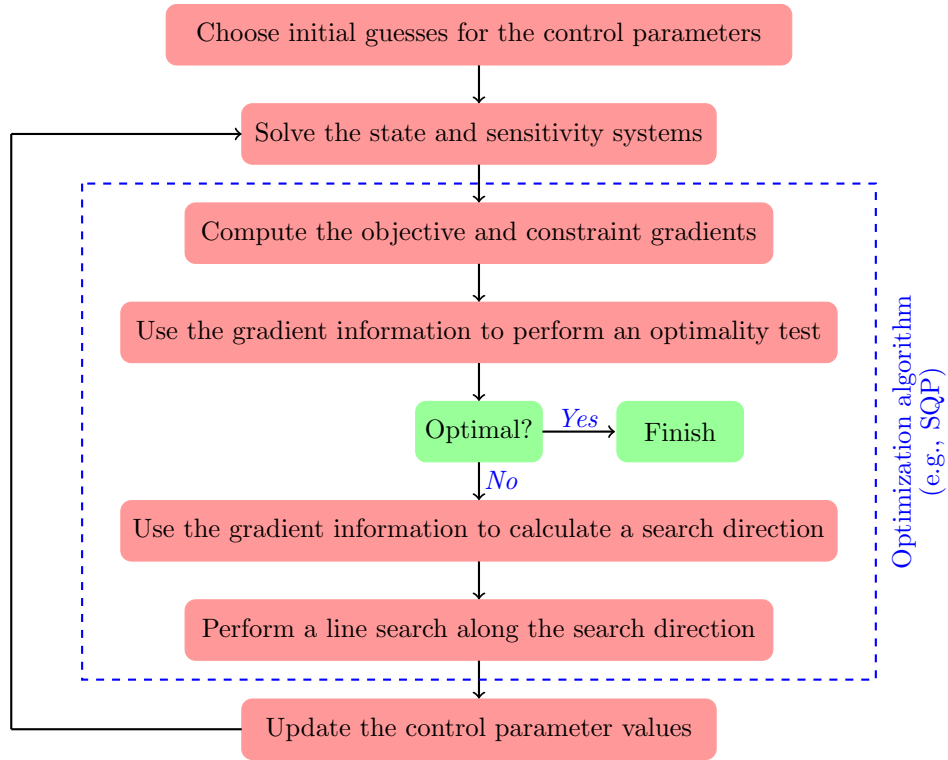 Choose initial guesses for the control parameters
Solve the state and sensitivity systems
Compute the objective and constraint gradients
Use the gradient information to perform an optimality test
Optimal?
Yes
Finish
No
Use the gradient information to calculate a search direction
Perform a line search along the search direction
Update the control parameter values
Optimization algorithm
(e.g., SQP)